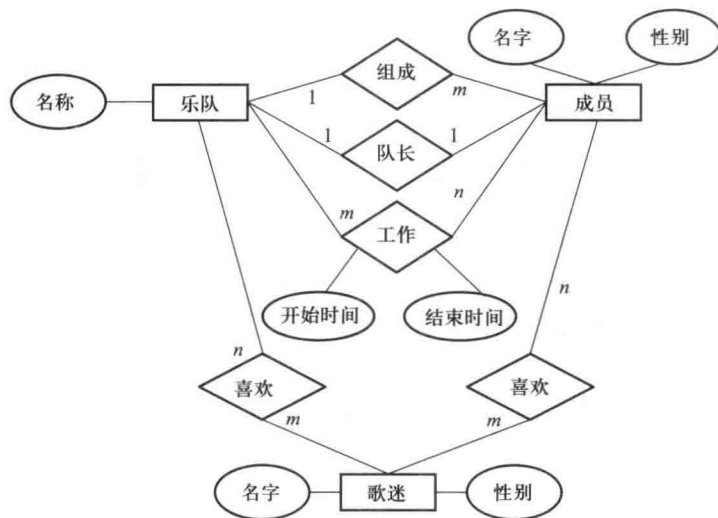 名字
性别
组成
1
m
名称
乐队
成员
1
1
队长
m
n
工作
开始时间
结束时间
n
n
喜欢
喜欢
m
m
名字
歌迷
性别